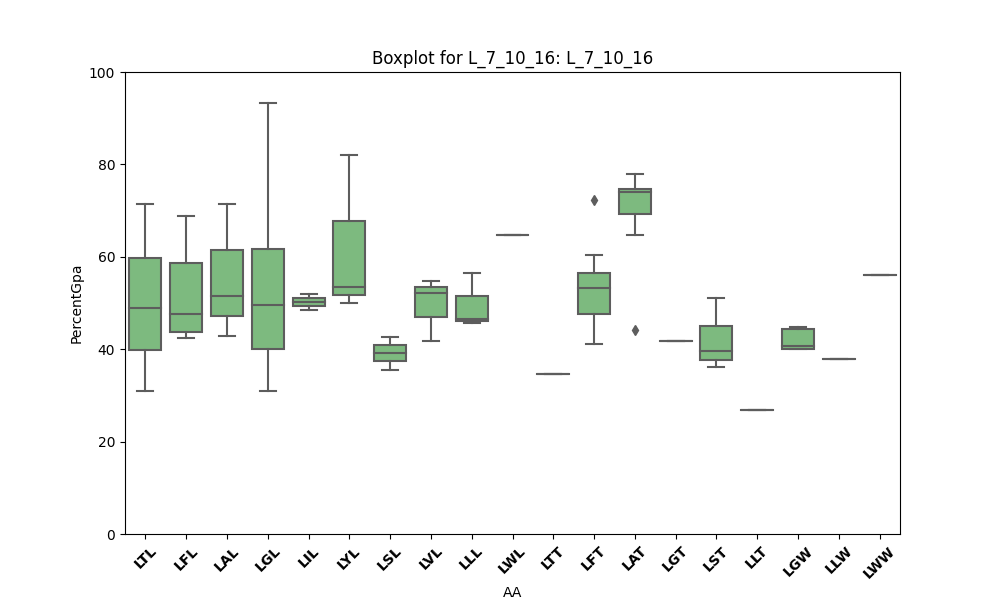 Boxplot for L_7_10_16: L_7_10_16
100
80
60
40
20
0
PercentGpa
LTL
LFL
LAL
LGL
LIL
LYL
LSL
LVL
LLL
LWL
LTT
LFT
LAT
LGT
LST
LLT
LGW
LLW
LWW
AA